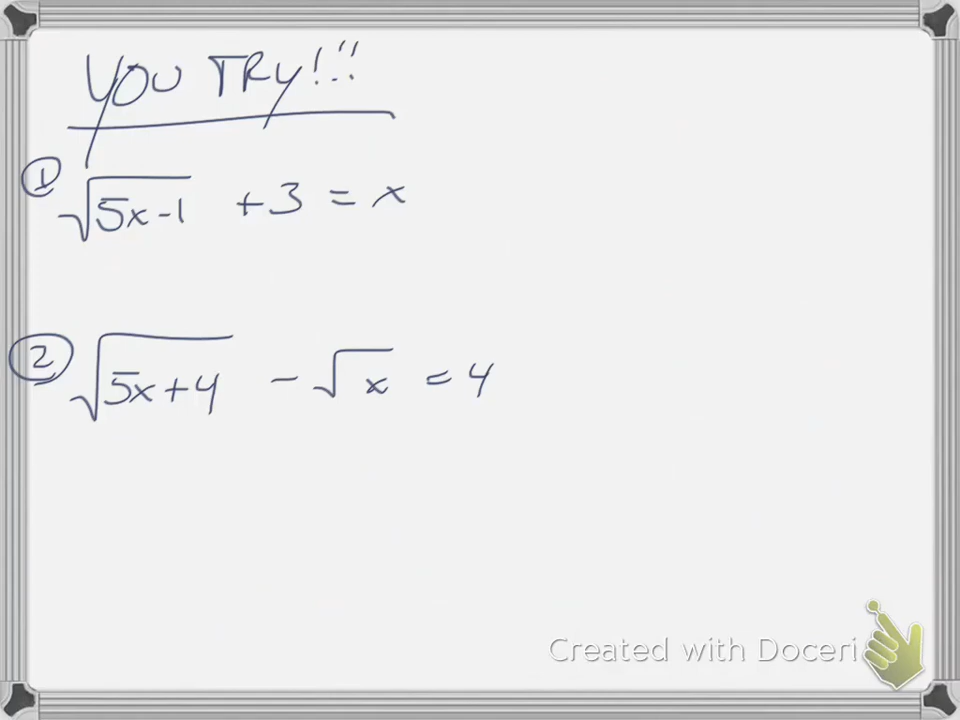 YOU TRY!!!
① √5x-1 +3 = x
② √5x+4 - √x = 4
Created with Doceri